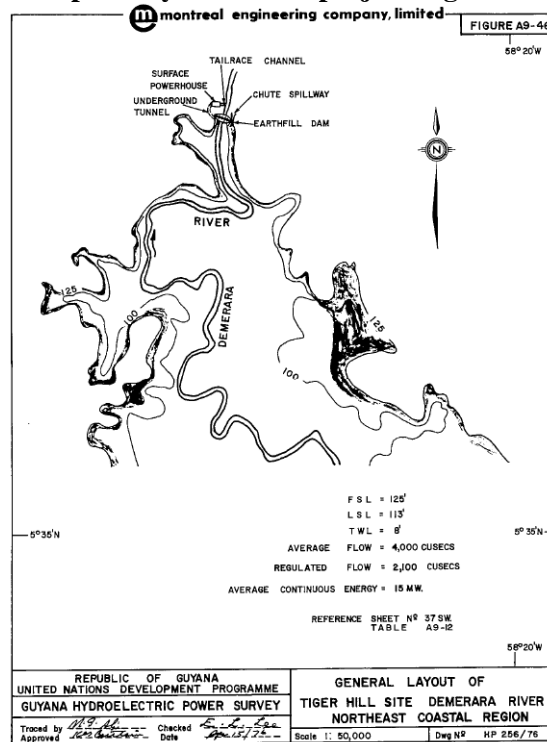 montreal engineering company, limited
FIGURE A9-46
58°20'W
TAILRACE CHANNEL
SURFACE
POWERHOUSE
CHUTE SPILLWAY
UNDERGROUND
TUNNEL
EARTHFILL DAM
N
RIVER
125
100
DEMERARA
125
100
FSL = 125'
LSL = 113'
TWL = 8'
5°35'N
5°35'N
AVERAGE FLOW = 4,000 CUSECS
REGULATED FLOW = 2,100 CUSECS
AVERAGE CONTINUOUS ENERGY = 15 MW.
REFERENCE SHEET Nº 37 SW.
TABLE A9-12
58°20'W
REPUBLIC OF GUYANA
UNITED NATIONS DEVELOPMENT PROGRAMME
GUYANA HYDROELECTRIC POWER SURVEY
Traced by
Checked
Approved
Date
GENERAL LAYOUT OF
TIGER HILL SITE DEMERARA RIVER
NORTHEAST COASTAL REGION
Scale 1: 50,000
Dwg Nº HP 256/76